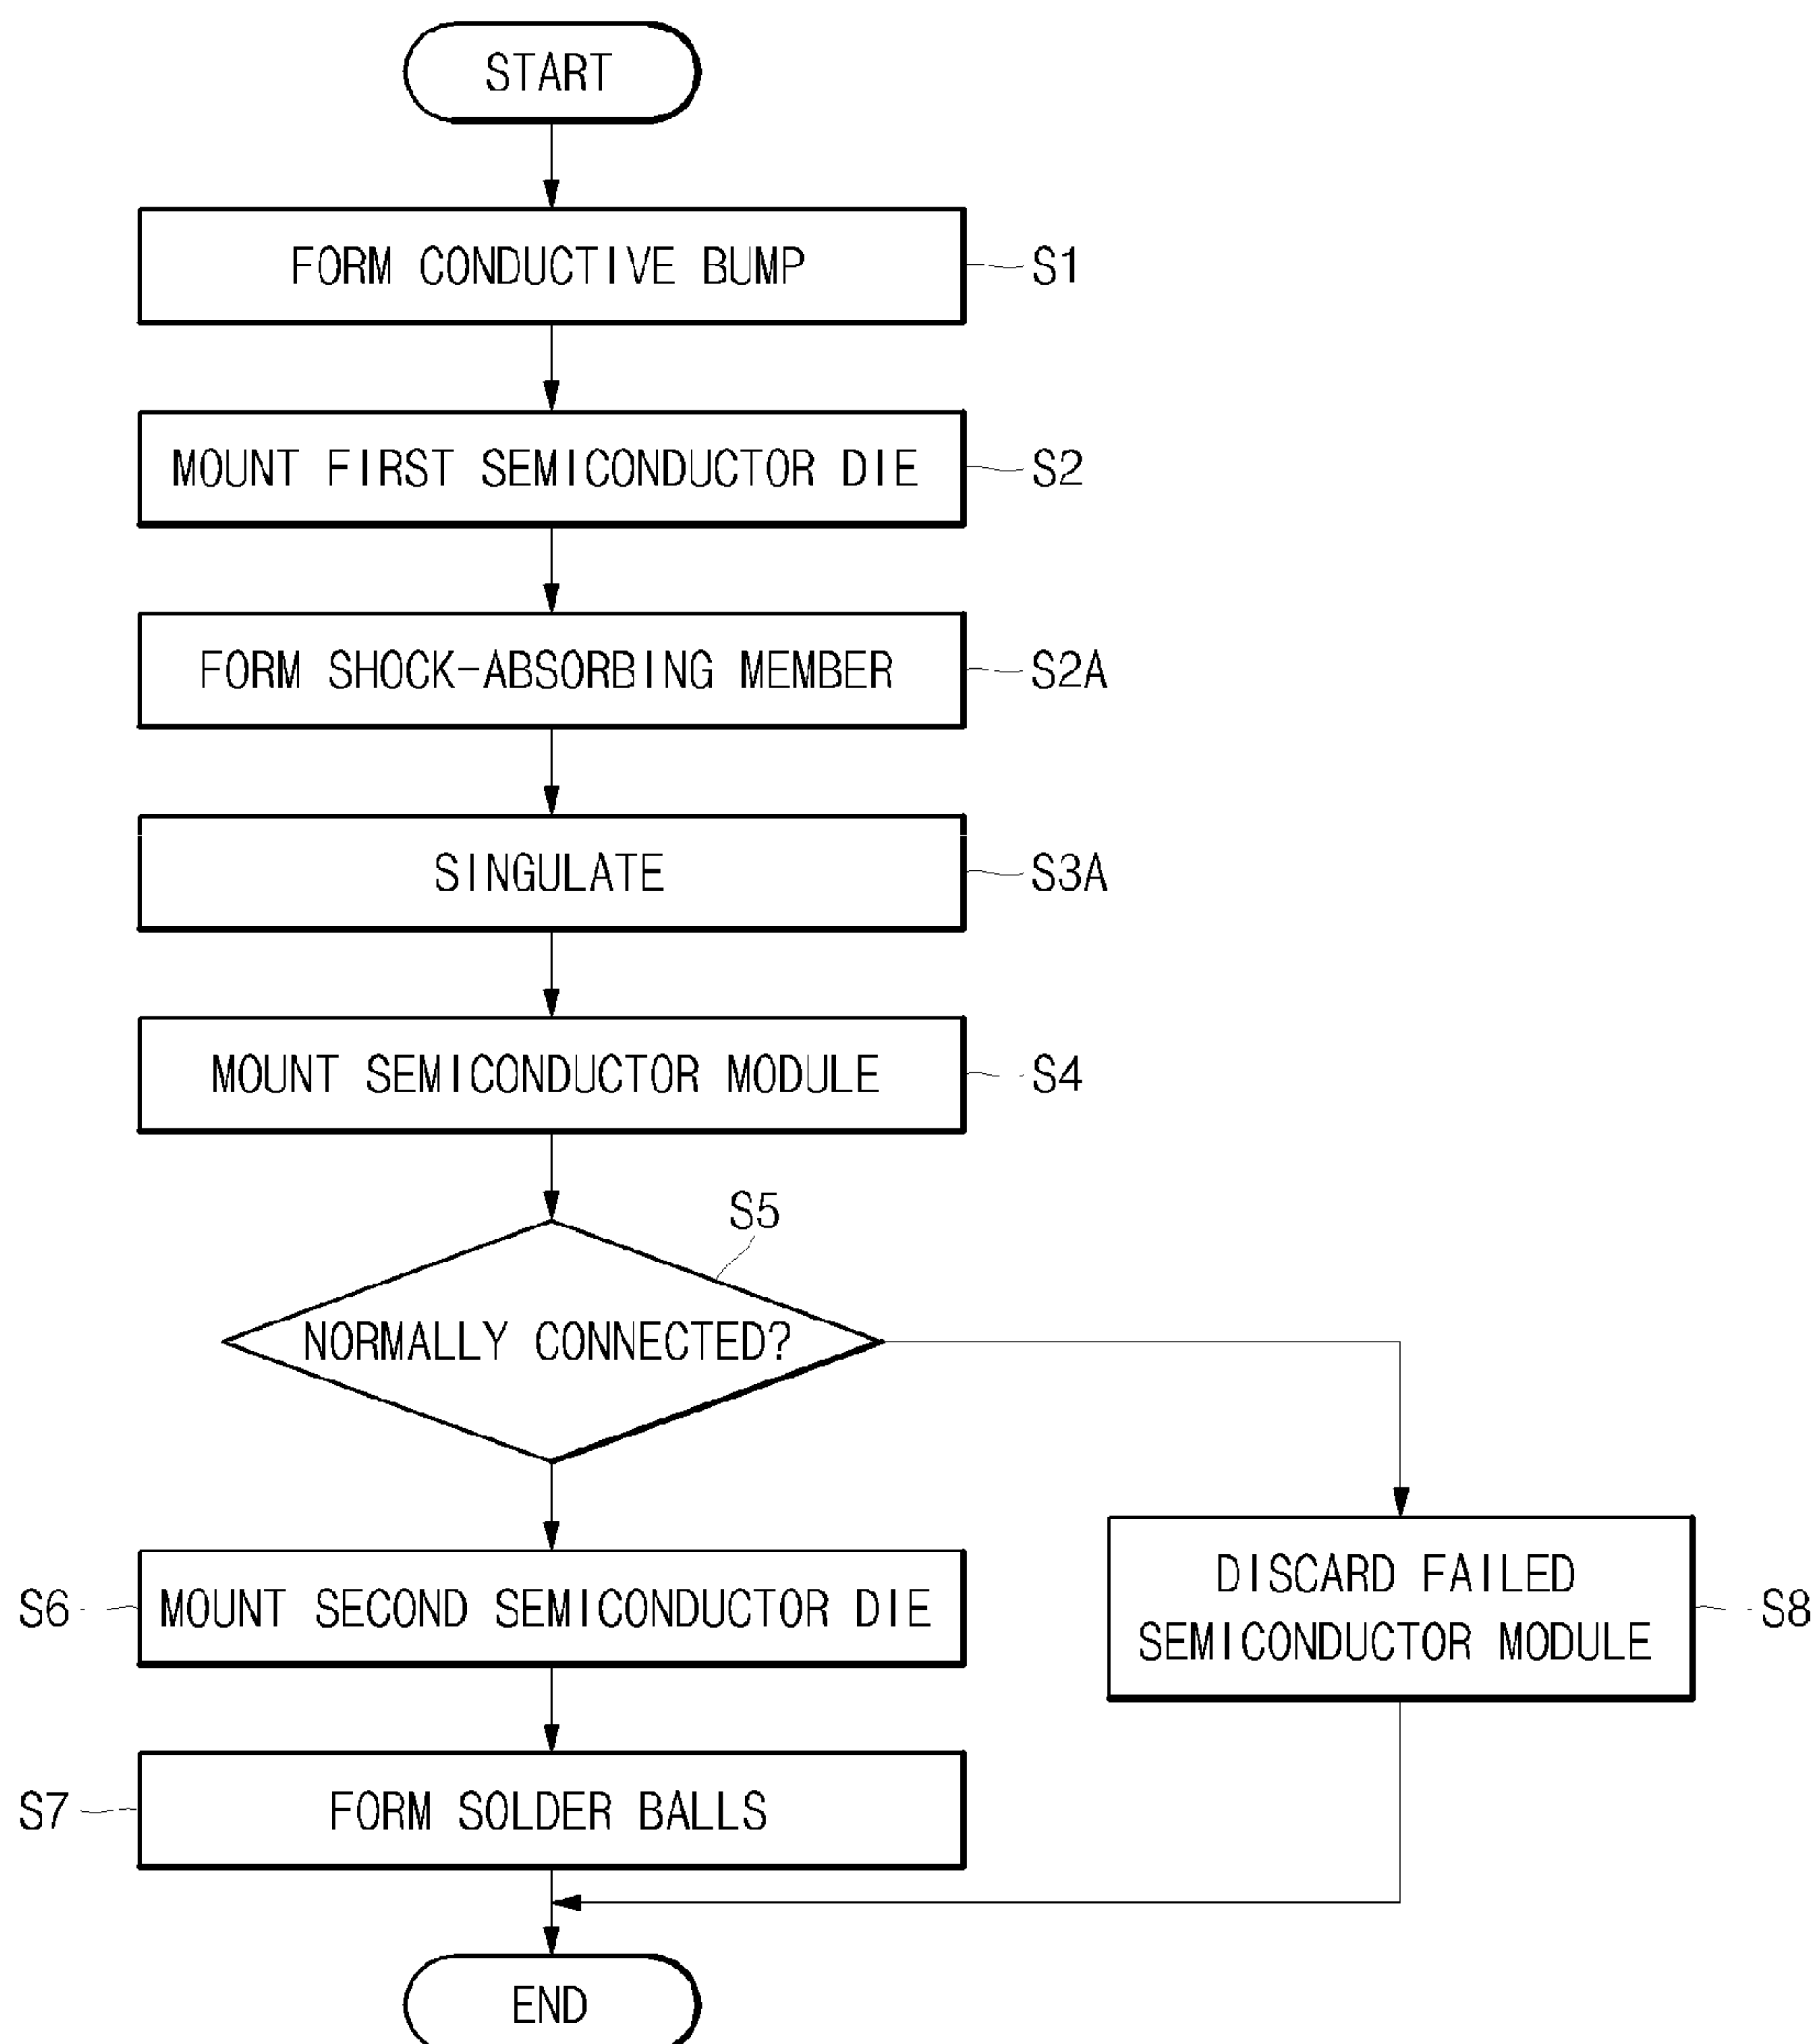 START
FORM CONDUCTIVE BUMP
S1
MOUNT FIRST SEMICONDUCTOR DIE
S2
FORM SHOCK-ABSORBING MEMBER
S2A
SINGULATE
S3A
MOUNT SEMICONDUCTOR MODULE
S4
S5
NORMALLY CONNECTED?
S6
MOUNT SECOND SEMICONDUCTOR DIE
DISCARD FAILED
SEMICONDUCTOR MODULE
S8
S7
FORM SOLDER BALLS
END